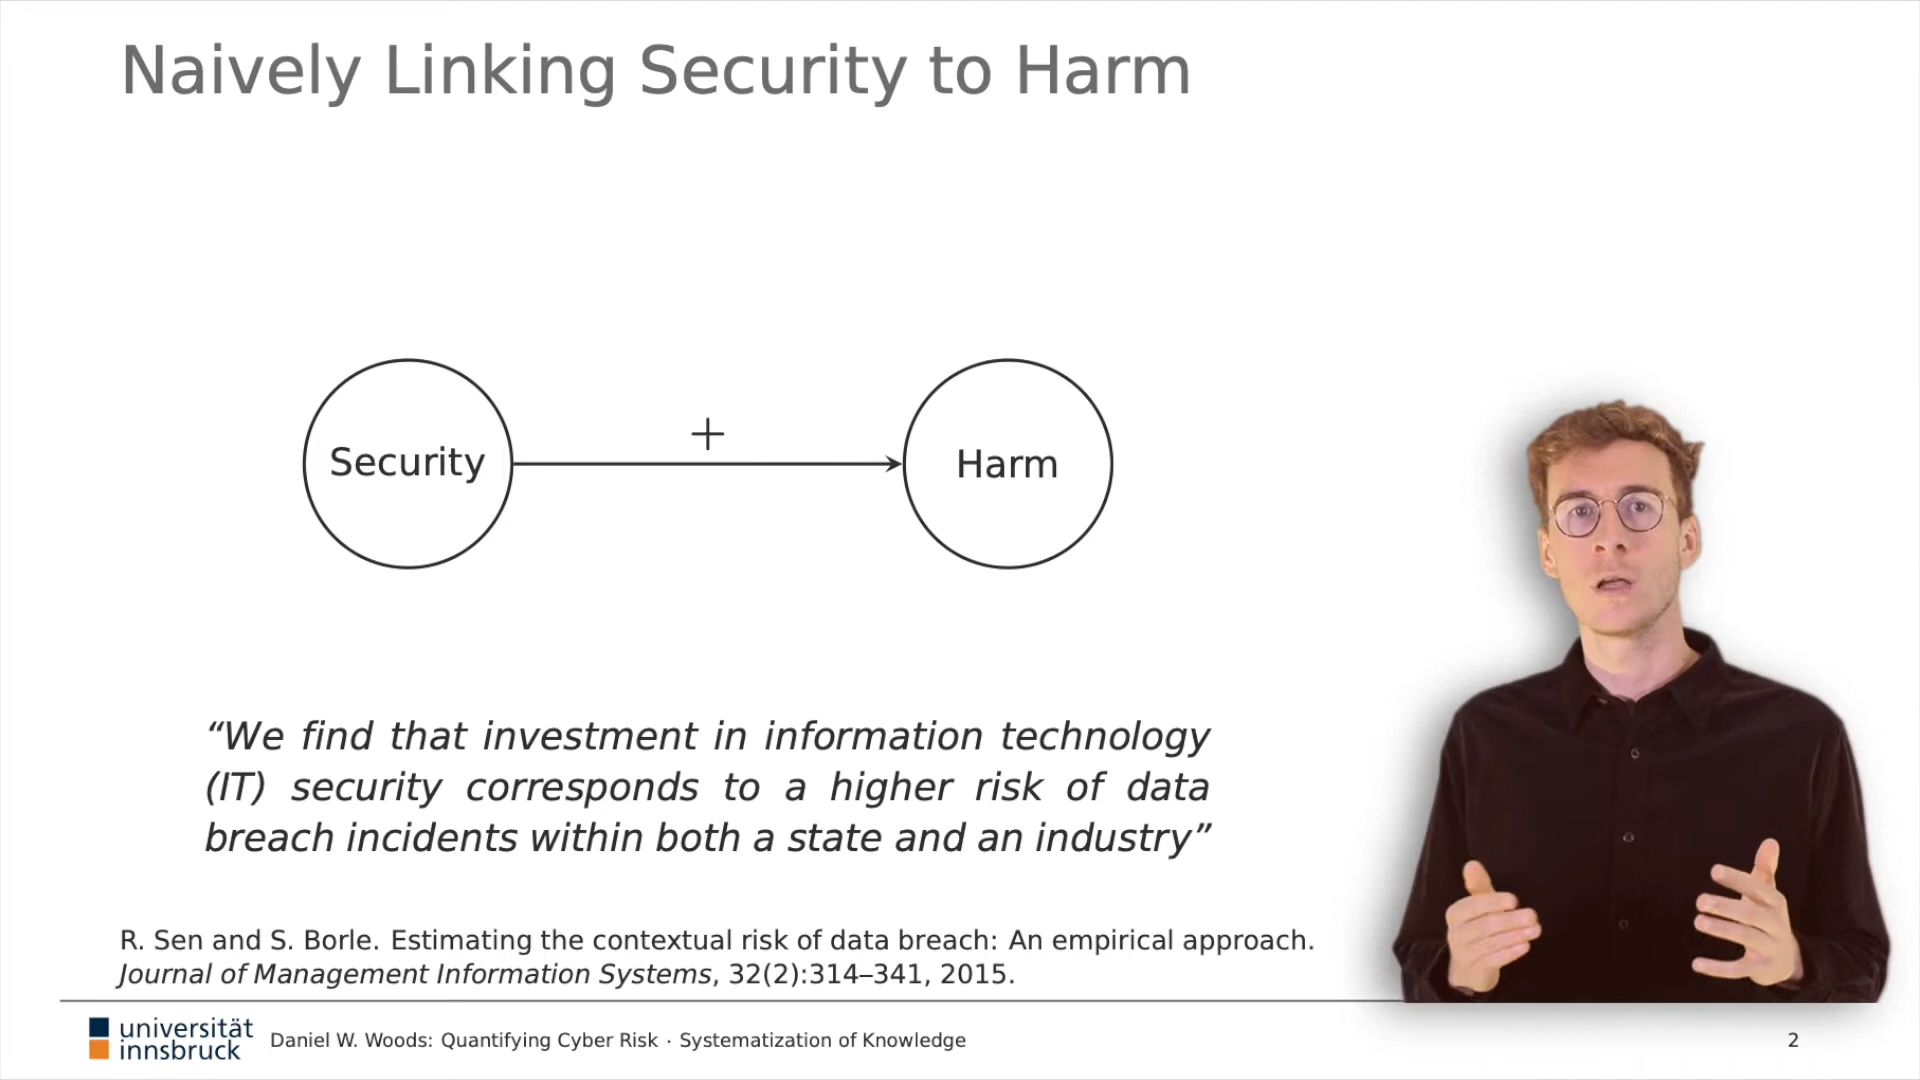 Naively Linking Security to Harm
Security
+
Harm
“We find that investment in information technology
(IT) security corresponds to a higher risk of data
breach incidents within both a state and an industry”
R. Sen and S. Borle. Estimating the contextual risk of data breach: An empirical approach.
Journal of Management Information Systems, 32(2):314–341, 2015.
universität
innsbruck
Daniel W. Woods: Quantifying Cyber Risk · Systematization of Knowledge
2